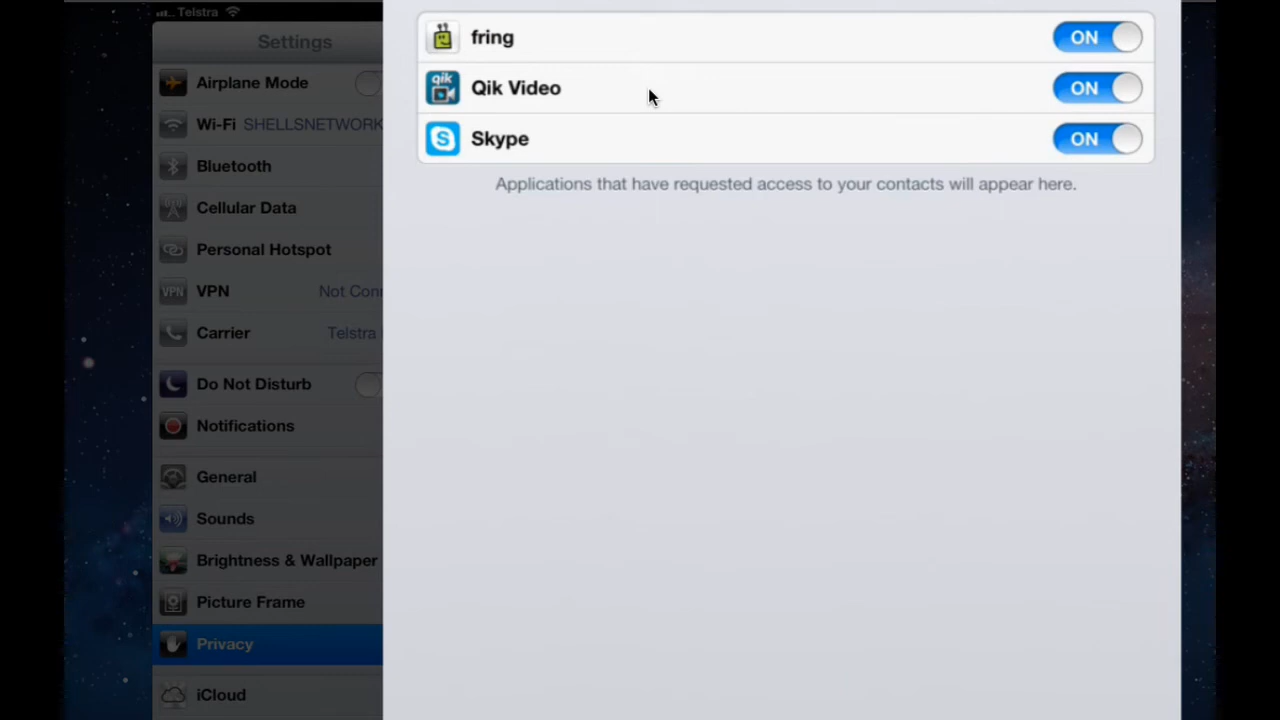 Telstra
Settings
Airplane Mode
Wi-Fi SHELLSNETWORK
Bluetooth
Cellular Data
Personal Hotspot
VPN Not Con
Carrier Telstra
Do Not Disturb
Notifications
General
Sounds
Brightness & Wallpaper
Picture Frame
Privacy
iCloud
fring ON
qik
Qik Video ON
Skype ON
Applications that have requested access to your contacts will appear here.